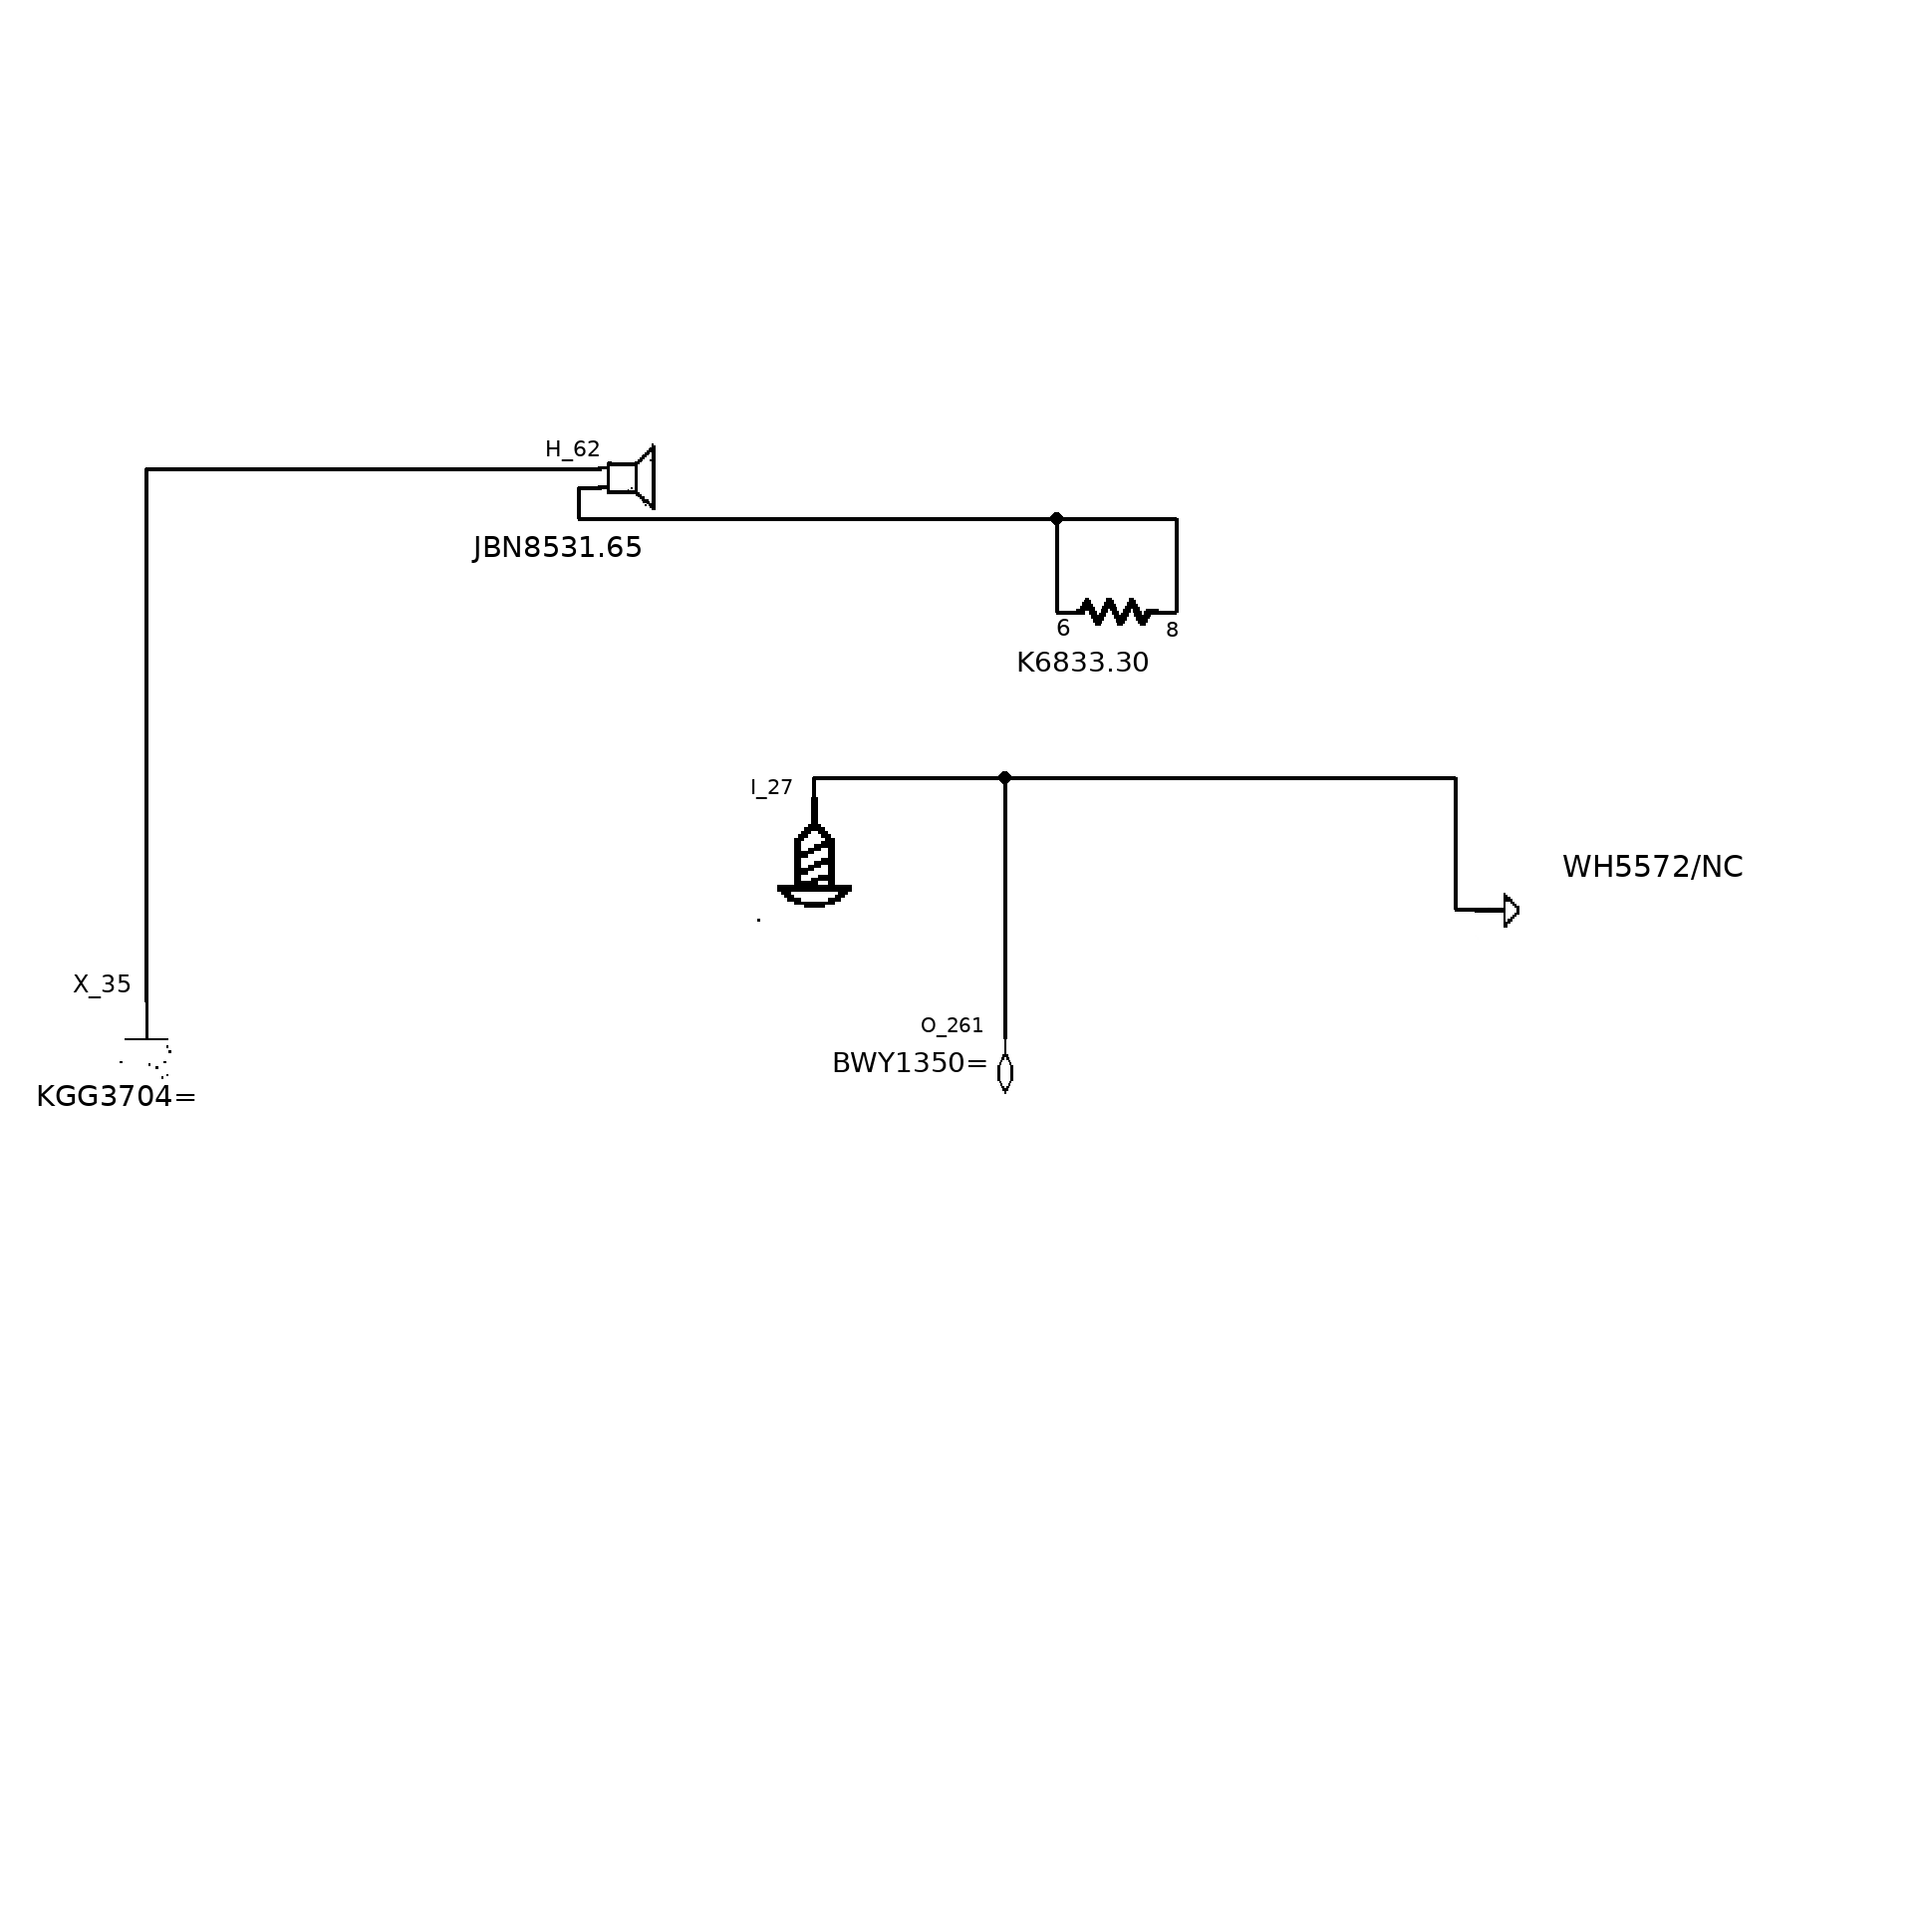 H_62
JBN8531.65
6
8
K6833.30
I_27
WH5572/NC
X_35
O_261
BWY1350=
KGG3704=